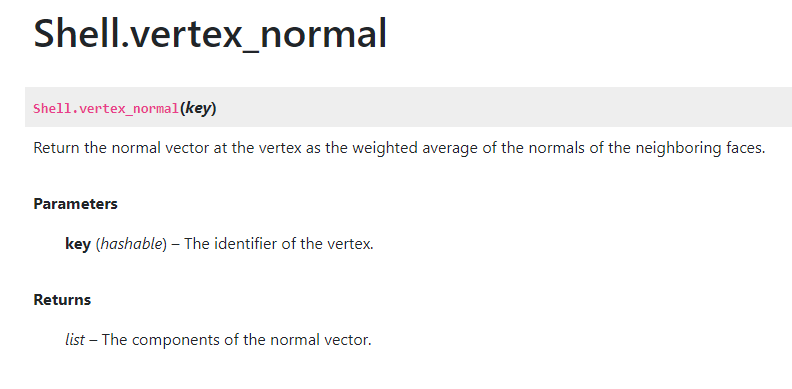 Shell.vertex_normal
Shell.vertex_normal(key)
Return the normal vector at the vertex as the weighted average of the normals of the neighboring faces.
Parameters
key (hashable) – The identifier of the vertex.
Returns
list – The components of the normal vector.